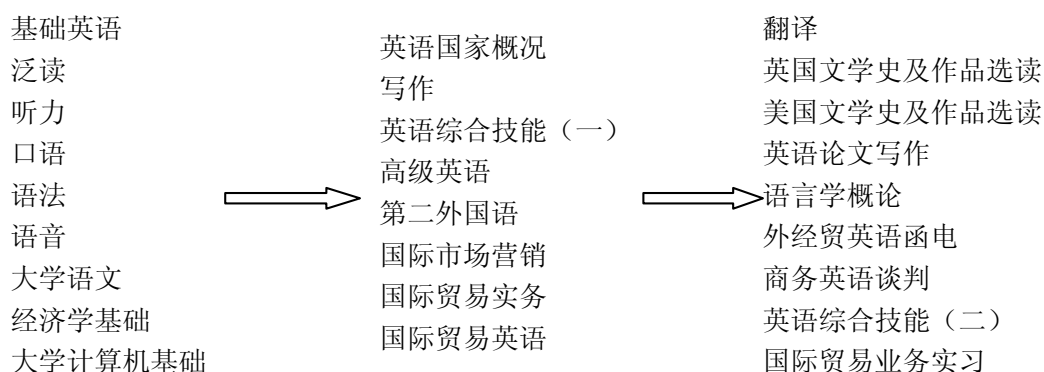 基础英语
泛读
听力
口语
语法
语音
大学语文
经济学基础
大学计算机基础
英语国家概况
写作
英语综合技能（一）
高级英语
第二外国语
国际市场营销
国际贸易实务
国际贸易英语
翻译
英国文学史及作品选读
美国文学史及作品选读
英语论文写作
语言学概论
外经贸英语函电
商务英语谈判
英语综合技能（二）
国际贸易业务实习